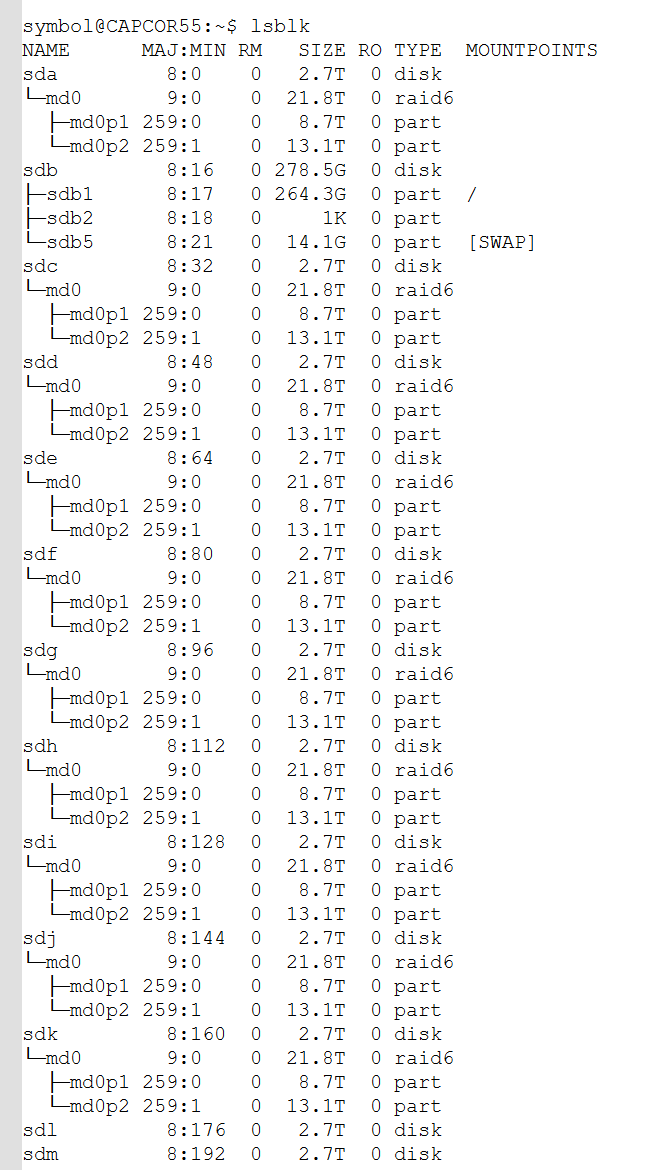 symbol@CAPCOR55:~$ lsblk
NAME      MAJ:MIN RM   SIZE RO TYPE  MOUNTPOINTS
sda         8:0    0   2.7T  0 disk
└─md0       9:0    0  21.8T  0 raid6
  ├─md0p1 259:0    0   8.7T  0 part
  └─md0p2 259:1    0  13.1T  0 part
sdb         8:16   0 278.5G  0 disk
├─sdb1      8:17   0 264.3G  0 part  /
├─sdb2      8:18   0     1K  0 part
└─sdb5      8:21   0  14.1G  0 part  [SWAP]
sdc         8:32   0   2.7T  0 disk
└─md0       9:0    0  21.8T  0 raid6
  ├─md0p1 259:0    0   8.7T  0 part
  └─md0p2 259:1    0  13.1T  0 part
sdd         8:48   0   2.7T  0 disk
└─md0       9:0    0  21.8T  0 raid6
  ├─md0p1 259:0    0   8.7T  0 part
  └─md0p2 259:1    0  13.1T  0 part
sde         8:64   0   2.7T  0 disk
└─md0       9:0    0  21.8T  0 raid6
  ├─md0p1 259:0    0   8.7T  0 part
  └─md0p2 259:1    0  13.1T  0 part
sdf         8:80   0   2.7T  0 disk
└─md0       9:0    0  21.8T  0 raid6
  ├─md0p1 259:0    0   8.7T  0 part
  └─md0p2 259:1    0  13.1T  0 part
sdg         8:96   0   2.7T  0 disk
└─md0       9:0    0  21.8T  0 raid6
  ├─md0p1 259:0    0   8.7T  0 part
  └─md0p2 259:1    0  13.1T  0 part
sdh         8:112  0   2.7T  0 disk
└─md0       9:0    0  21.8T  0 raid6
  ├─md0p1 259:0    0   8.7T  0 part
  └─md0p2 259:1    0  13.1T  0 part
sdi         8:128  0   2.7T  0 disk
└─md0       9:0    0  21.8T  0 raid6
  ├─md0p1 259:0    0   8.7T  0 part
  └─md0p2 259:1    0  13.1T  0 part
sdj         8:144  0   2.7T  0 disk
└─md0       9:0    0  21.8T  0 raid6
  ├─md0p1 259:0    0   8.7T  0 part
  └─md0p2 259:1    0  13.1T  0 part
sdk         8:160  0   2.7T  0 disk
└─md0       9:0    0  21.8T  0 raid6
  ├─md0p1 259:0    0   8.7T  0 part
  └─md0p2 259:1    0  13.1T  0 part
sdl         8:176  0   2.7T  0 disk
sdm         8:192  0   2.7T  0 disk